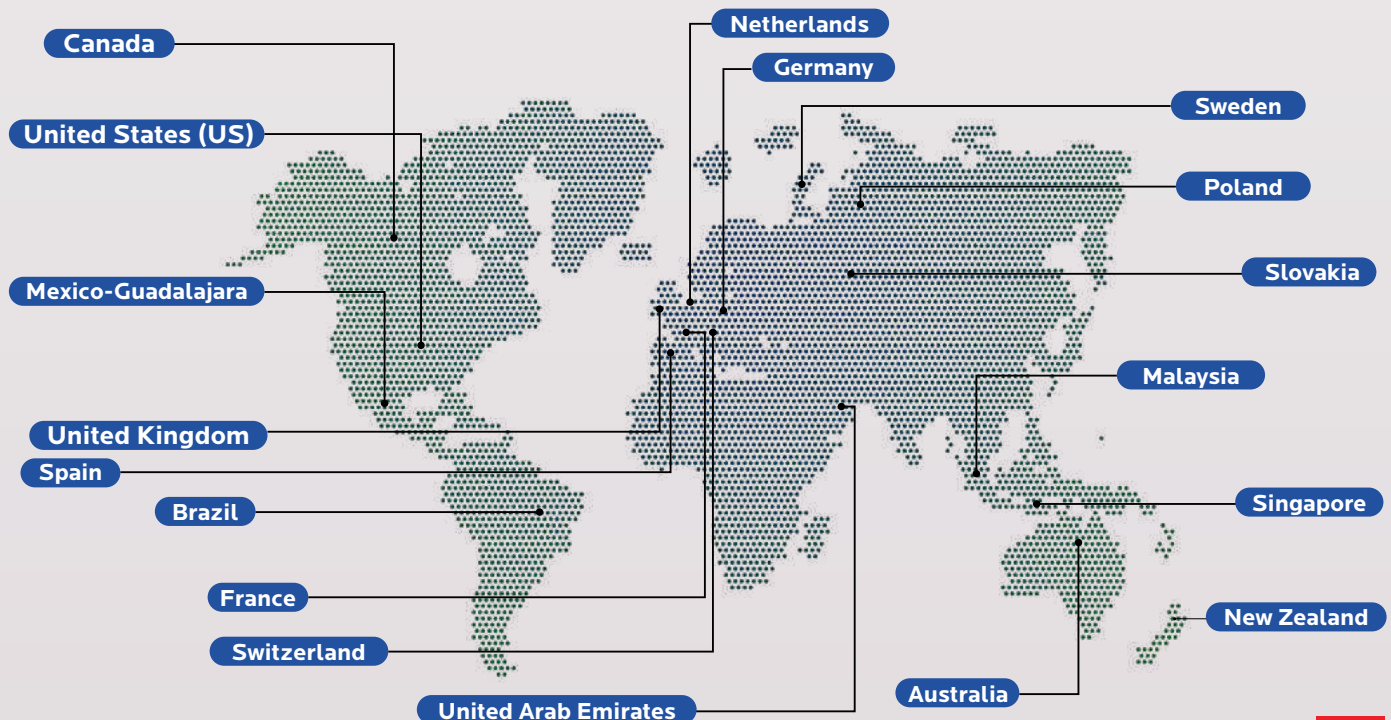 Netherlands
Canada
Germany
Sweden
United States (US)
Poland
Slovakia
Mexico-Guadalajara
Malaysia
United Kingdom
Spain
Singapore
Brazil
France
New Zealand
Switzerland
Australia
United Arab Emirates